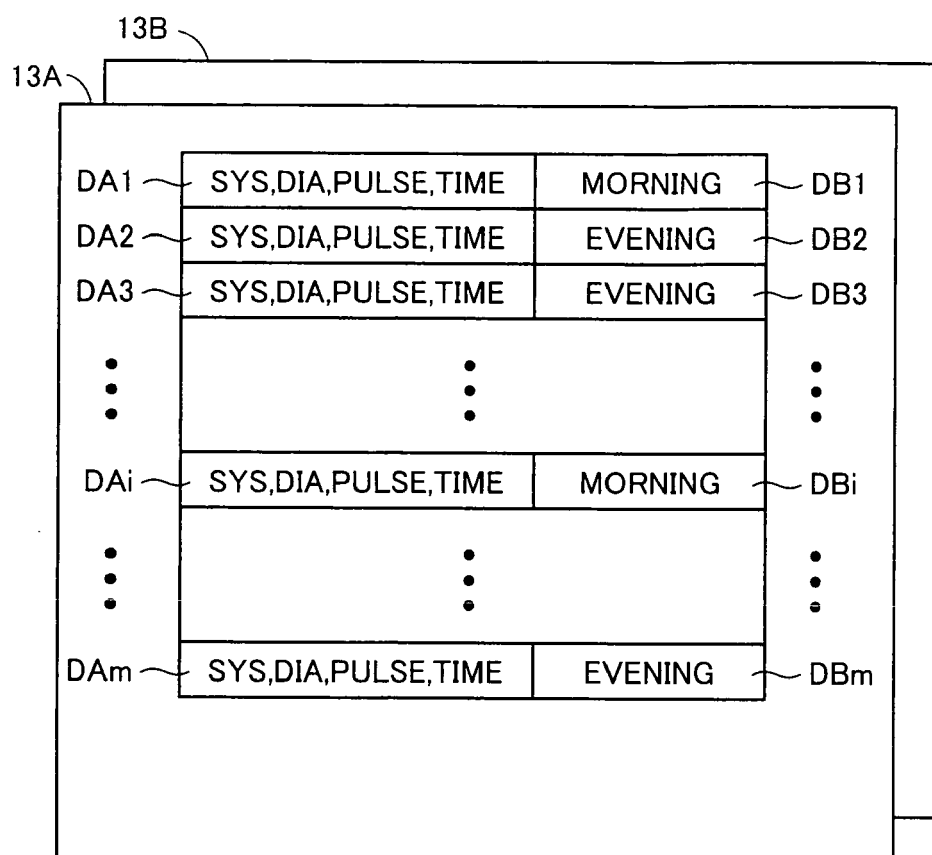 13B
13A
DA1 SYS,DIA,PULSE,TIME MORNING DB1
DA2 SYS,DIA,PULSE,TIME EVENING DB2
DA3 SYS,DIA,PULSE,TIME EVENING DB3
DAi SYS,DIA,PULSE,TIME MORNING DBi
DAm SYS,DIA,PULSE,TIME EVENING DBm